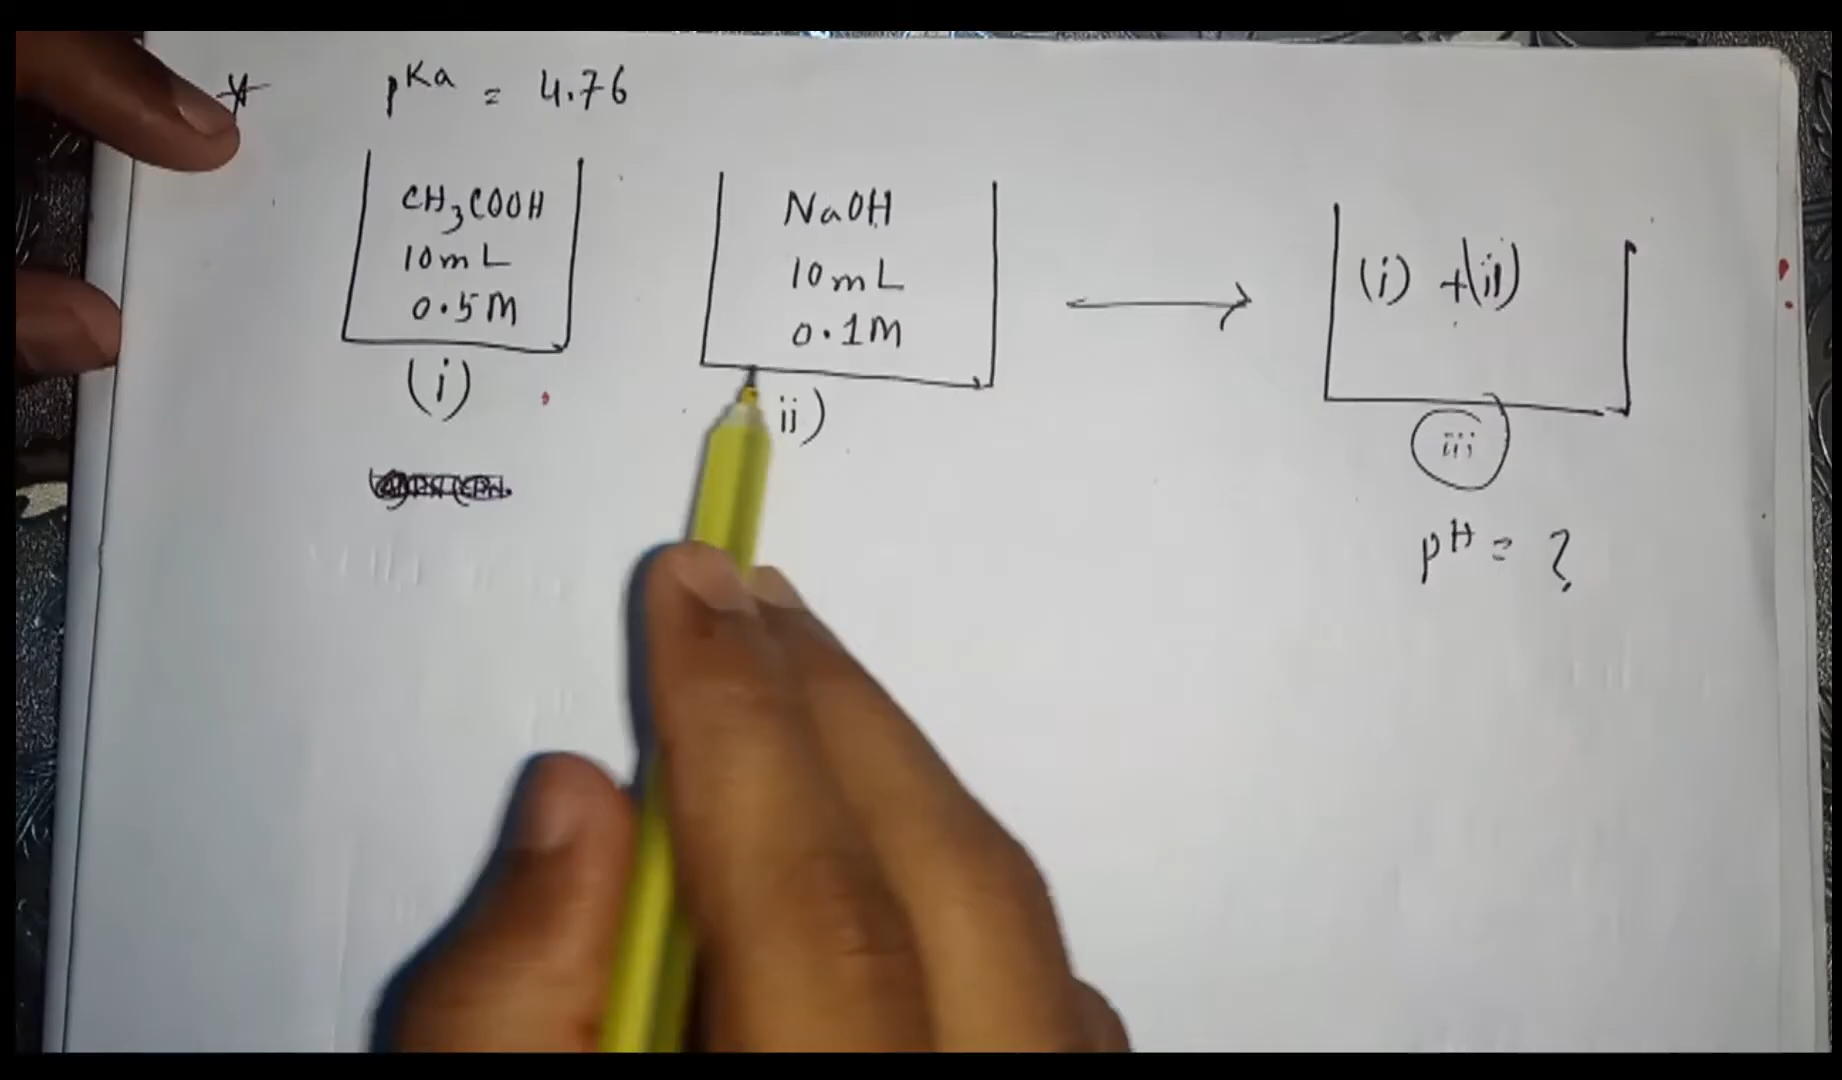 pKa = 4.76
CH3COOH
10mL
0.5M
(i)
NaOH
10mL
0.1M
ii)
(i) + (ii)
iii
pH = ?